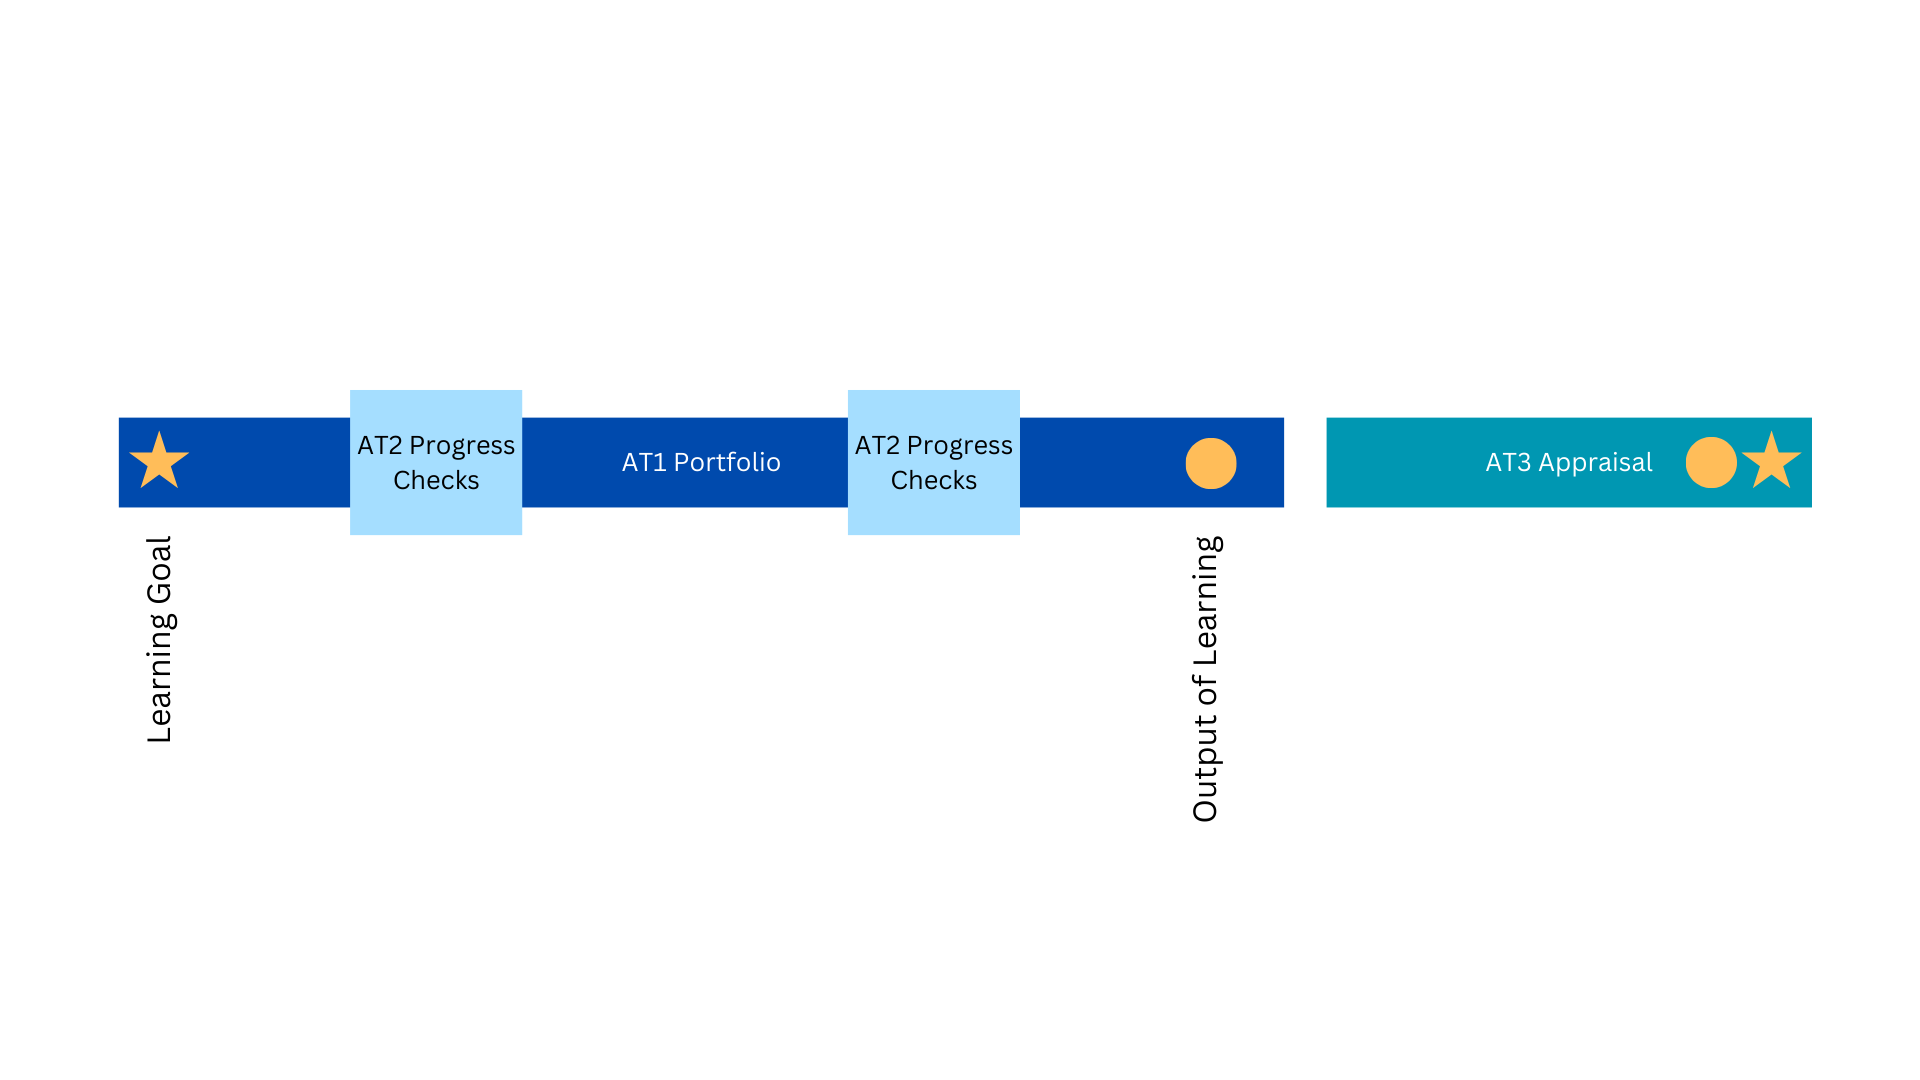 AT2 Progress
Checks
AT1 Portfolio
AT2 Progress
Checks
AT3 Appraisal
Learning Goal
Output of Learning